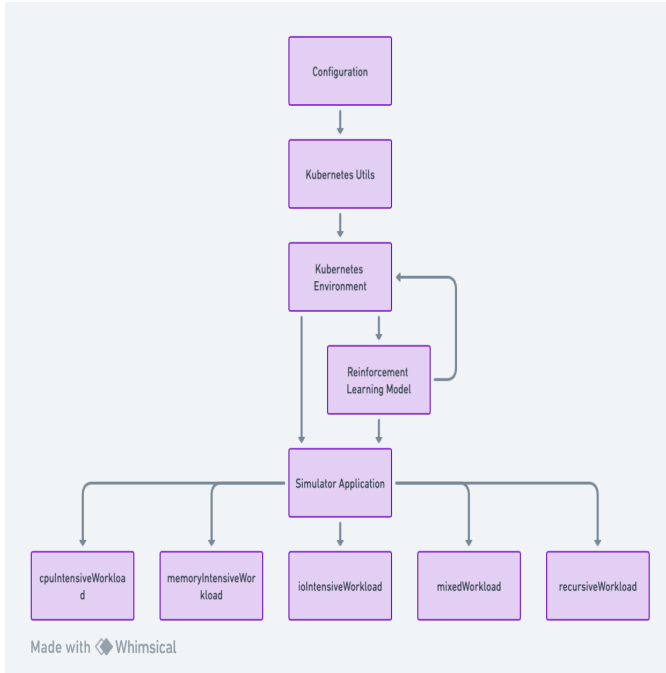 Configuration
Kubernetes Utils
Kubernetes
Environment
Reinforcement
Learning Model
Simulator Application
cpuIntensiveWorkloa
d
memoryIntensiveWor
kload
ioIntensiveWorkload
mixedWorkload
recursiveWorkload
Made with Whimsical